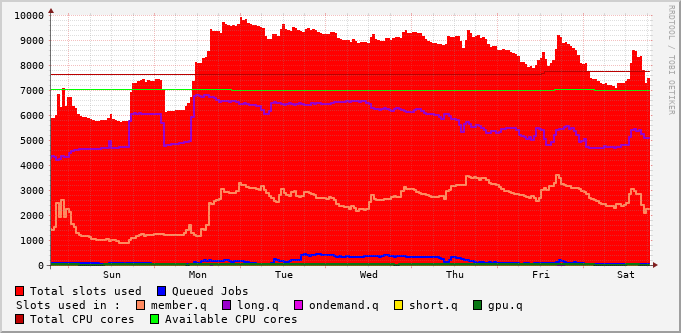 RRDTOOL / TOBI OETIKER
10000
9000
8000
7000
6000
5000
4000
3000
2000
1000
0
Sun Mon Tue Wed Thu Fri Sat
Total slots used Queued Jobs
Slots used in : member.q long.q ondemand.q short.q gpu.q
Total CPU cores Available CPU cores